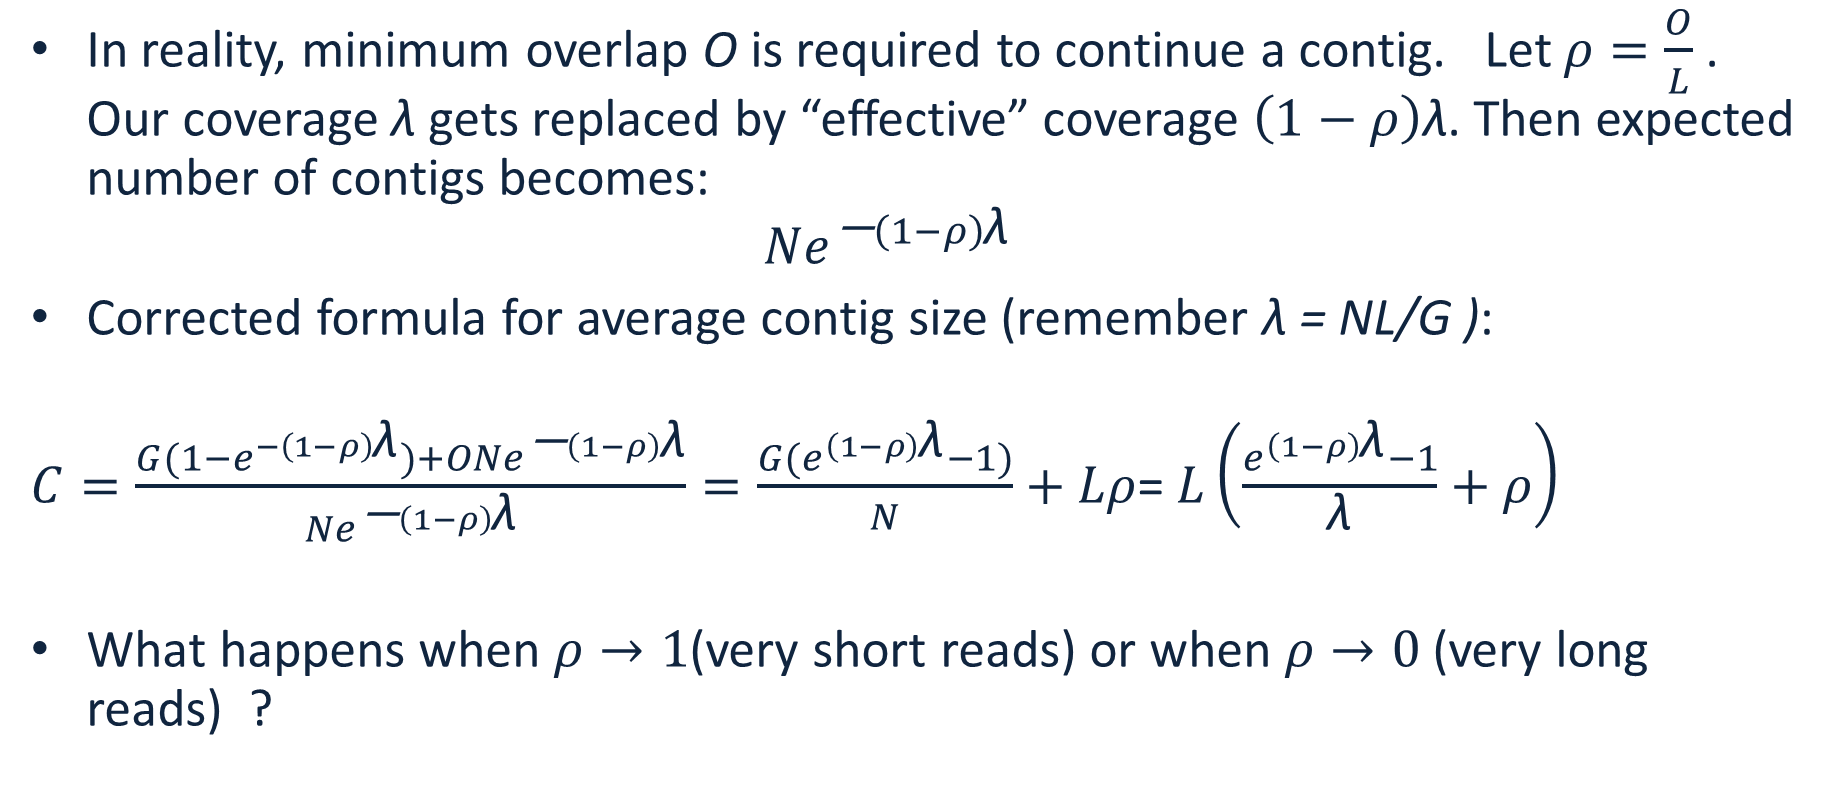 • In reality, minimum overlap O is required to continue a contig. Let ρ = O/L .
Our coverage λ gets replaced by “effective” coverage (1 − ρ)λ. Then expected
number of contigs becomes:
Ne^−(1−ρ)λ
• Corrected formula for average contig size (remember λ = NL/G ):
C = (G(1−e^−(1−ρ)λ)+ONe^−(1−ρ)λ)/(Ne^−(1−ρ)λ) = G(e^(1−ρ)λ−1)/N + Lρ= L((e^(1−ρ)λ−1)/λ + ρ)
• What happens when ρ → 1(very short reads) or when ρ → 0 (very long
reads) ?